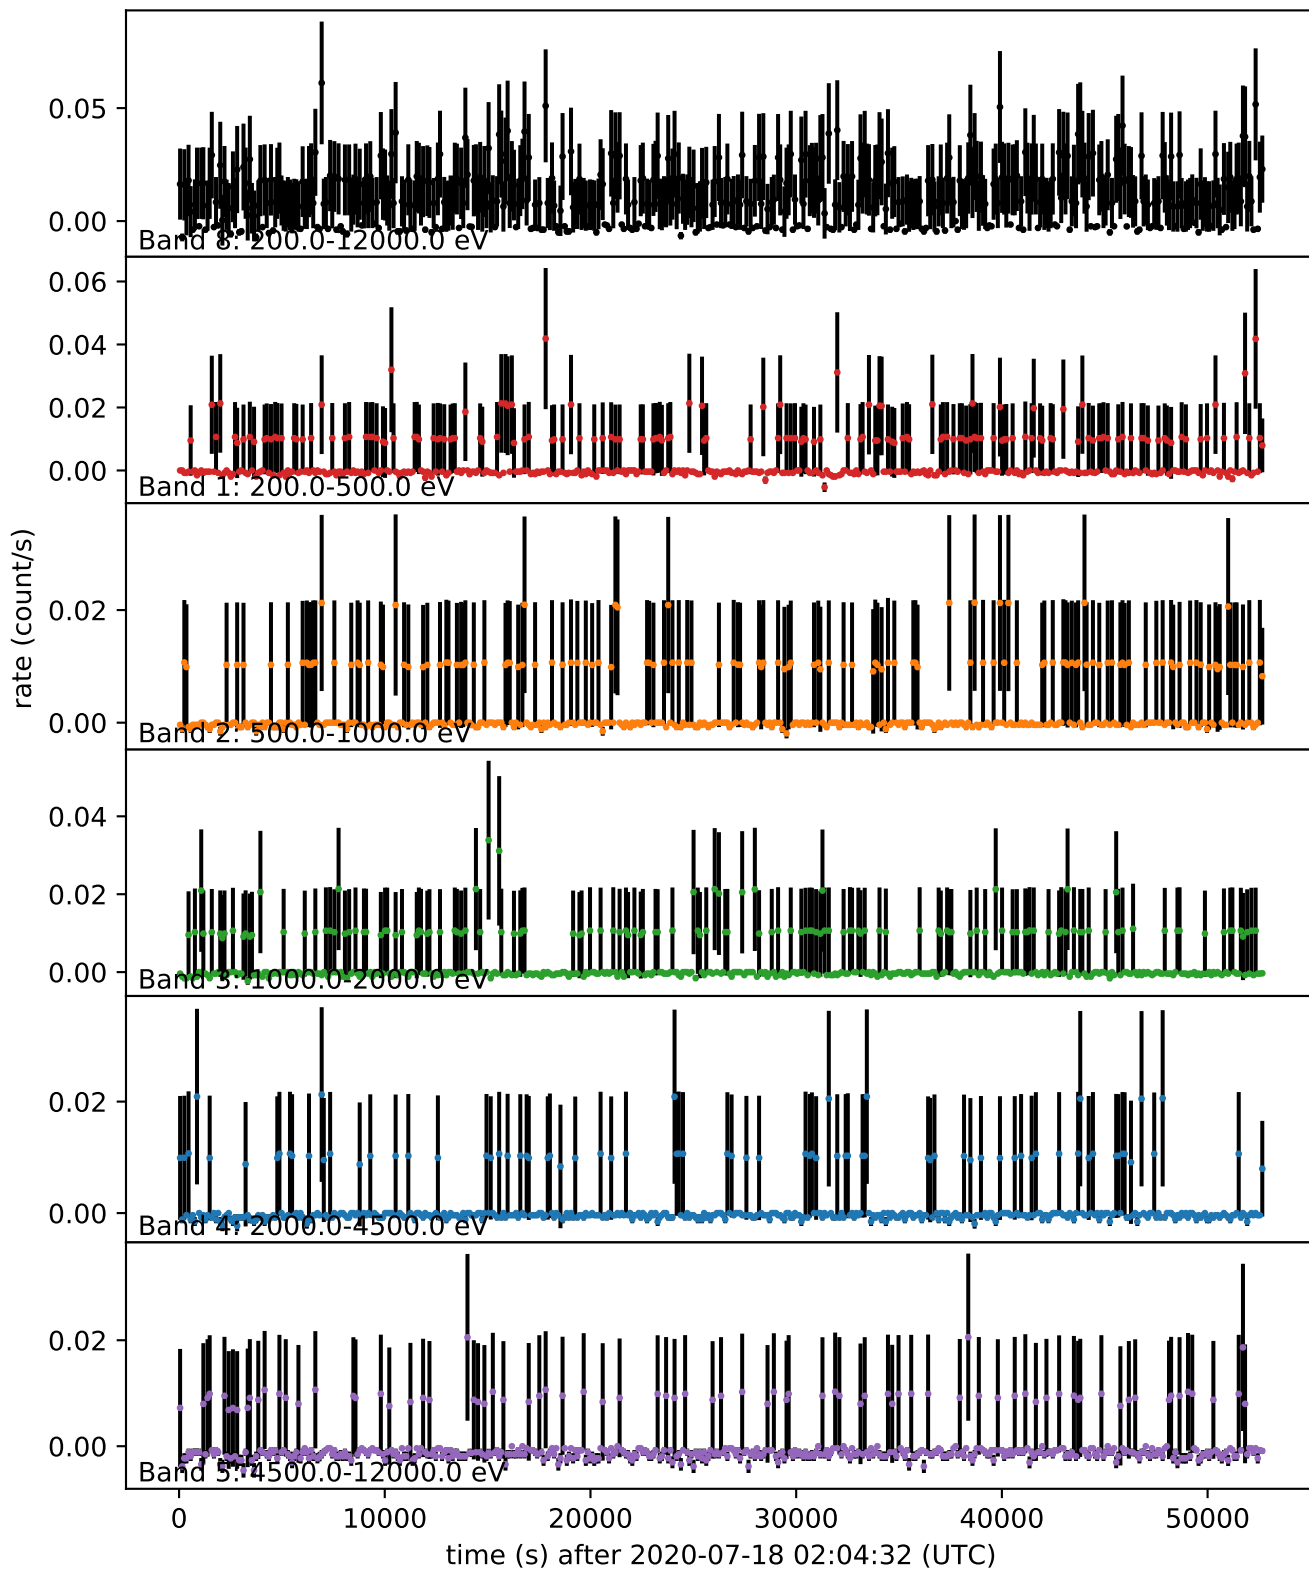 0.05
0.00
Band 8: 200.0-12000.0 eV
0.06
0.04
0.02
0.00
Band 1: 200.0-500.0 eV
rate (count/s)
0.02
0.00
Band 2: 500.0-1000.0 eV
0.04
0.02
0.00
Band 3: 1000.0-2000.0 eV
0.02
0.00
Band 4: 2000.0-4500.0 eV
0.02
0.00
Band 5: 4500.0-12000.0 eV
0 10000 20000 30000 40000 50000
time (s) after 2020-07-18 02:04:32 (UTC)